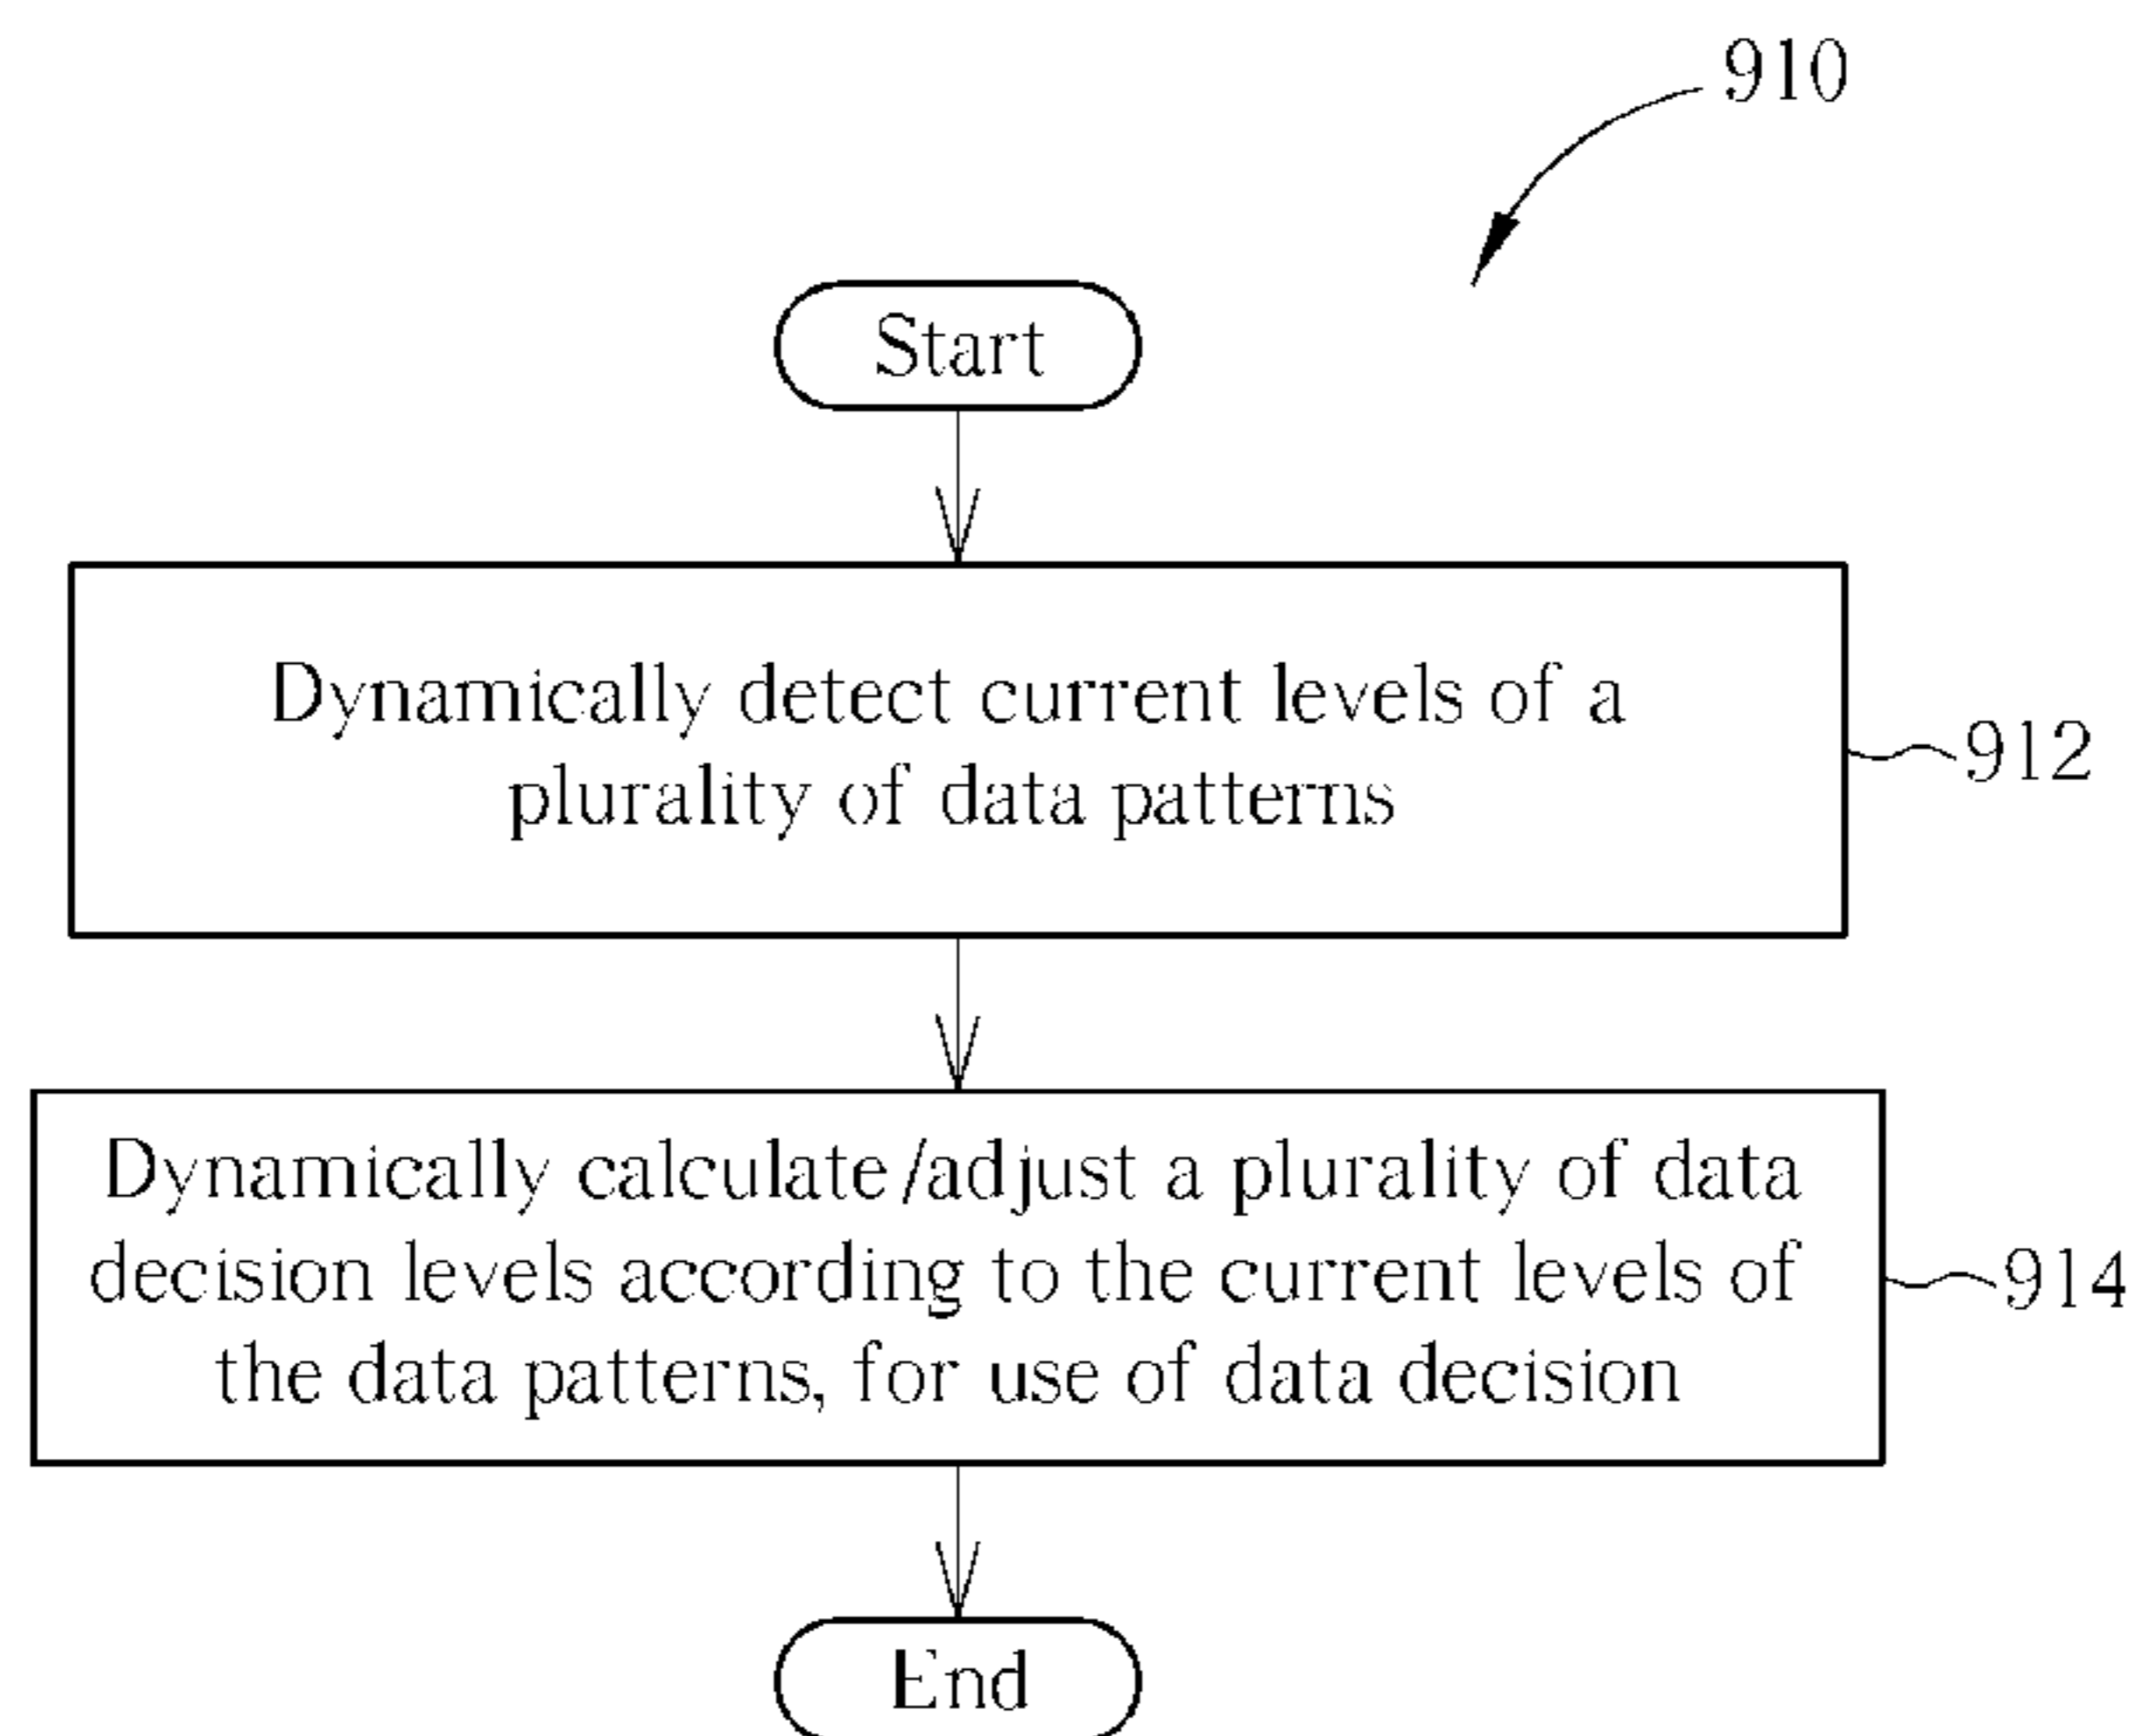 910
Start
Dynamically detect current levels of a
plurality of data patterns
912
Dynamically calculate/adjust a plurality of data
decision levels according to the current levels of
the data patterns, for use of data decision
914
End